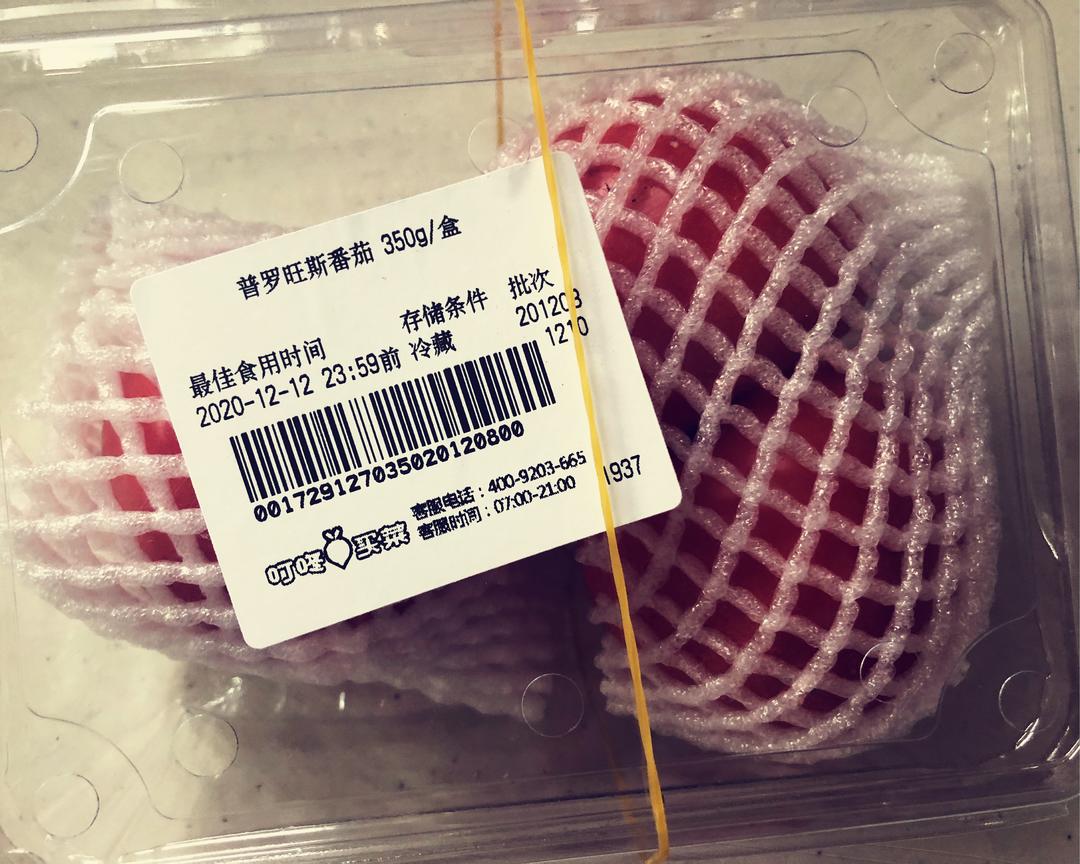 普罗旺斯番茄 350g/盒
最佳食用时间 存储条件 批次
2020-12-12 23:59前 冷藏 201208
1210
001729127035020120800
叮咚买菜
客服电话：400-9203-665
客服时间：07:00-21:00
1937